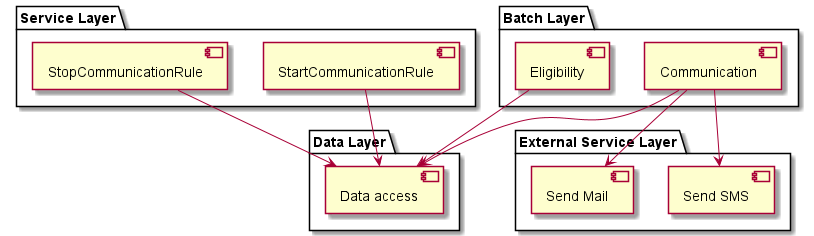 Service Layer
Batch Layer
StopCommunicationRule
StartCommunicationRule
Eligibility
Communication
Data Layer
External Service Layer
Data access
Send Mail
Send SMS